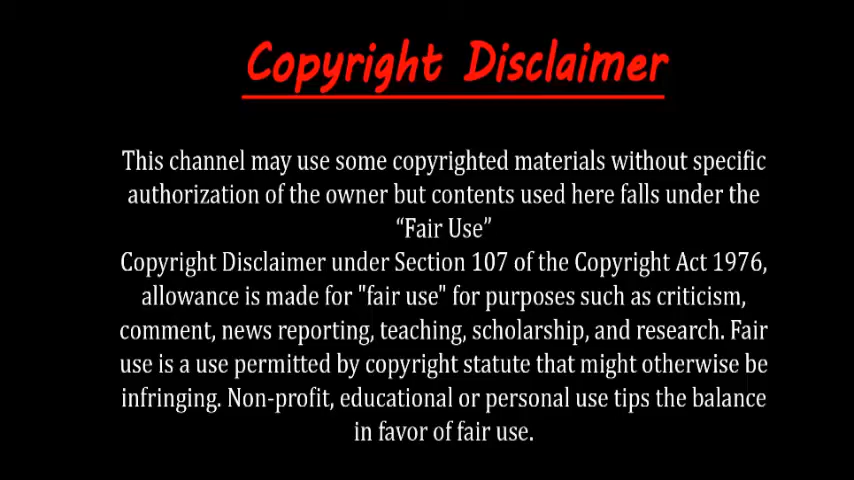 Copyright Disclaimer
This channel may use some copyrighted materials without specific
authorization of the owner but contents used here falls under the
“Fair Use”
Copyright Disclaimer under Section 107 of the Copyright Act 1976,
allowance is made for "fair use" for purposes such as criticism,
comment, news reporting, teaching, scholarship, and research. Fair
use is a use permitted by copyright statute that might otherwise be
infringing. Non-profit, educational or personal use tips the balance
in favor of fair use.